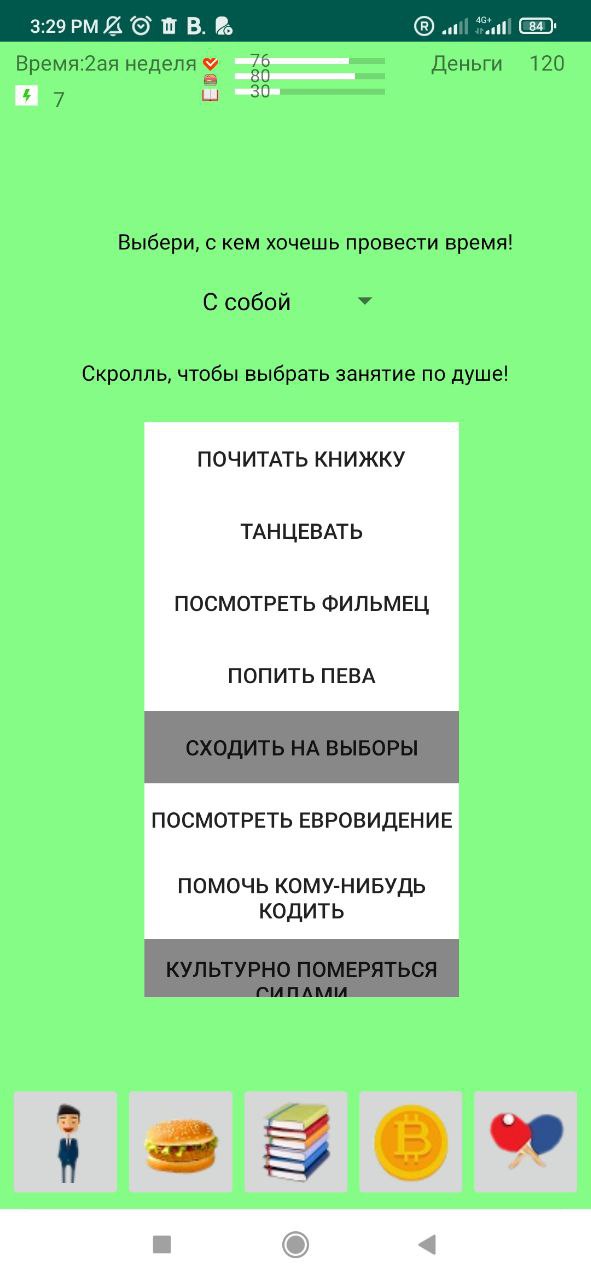 3:29 PM B. R 4G+ 84
Время:2ая неделя 76 Деньги 120
80
30
7
Выбери, с кем хочешь провести время!
С собой
Скролль, чтобы выбрать занятие по душе!
ПОЧИТАТЬ КНИЖКУ
ТАНЦЕВАТЬ
ПОСМОТРЕТЬ ФИЛЬМЕЦ
ПОПИТЬ ПЕВА
СХОДИТЬ НА ВЫБОРЫ
ПОСМОТРЕТЬ ЕВРОВИДЕНИЕ
ПОМОЧЬ КОМУ-НИБУДЬ
КОДИТЬ
КУЛЬТУРНО ПОМЕРЯТЬСЯ
СИЛАМИ